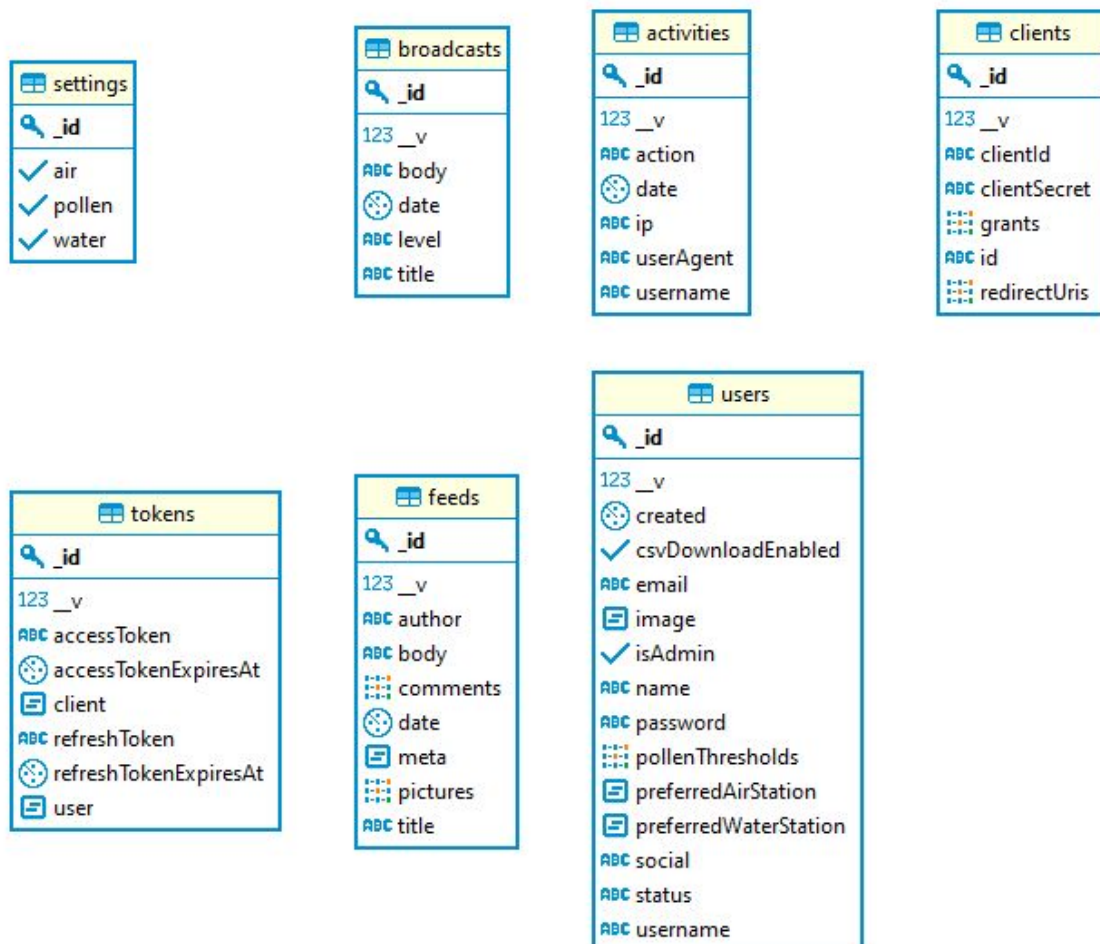 settings
_id
air
pollen
water
broadcasts
_id
123 __v
ABC body
date
ABC level
ABC title
activities
_id
123 __v
ABC action
date
ABC ip
ABC userAgent
ABC username
clients
_id
123 __v
ABC clientId
ABC clientSecret
grants
ABC id
redirectUris
tokens
_id
123 __v
ABC accessToken
accessTokenExpiresAt
client
ABC refreshToken
refreshTokenExpiresAt
user
feeds
_id
123 __v
ABC author
ABC body
comments
date
meta
pictures
ABC title
users
_id
123 __v
created
csvDownloadEnabled
ABC email
image
isAdmin
ABC name
ABC password
pollenThresholds
preferredAirStation
preferredWaterStation
ABC social
ABC status
ABC username